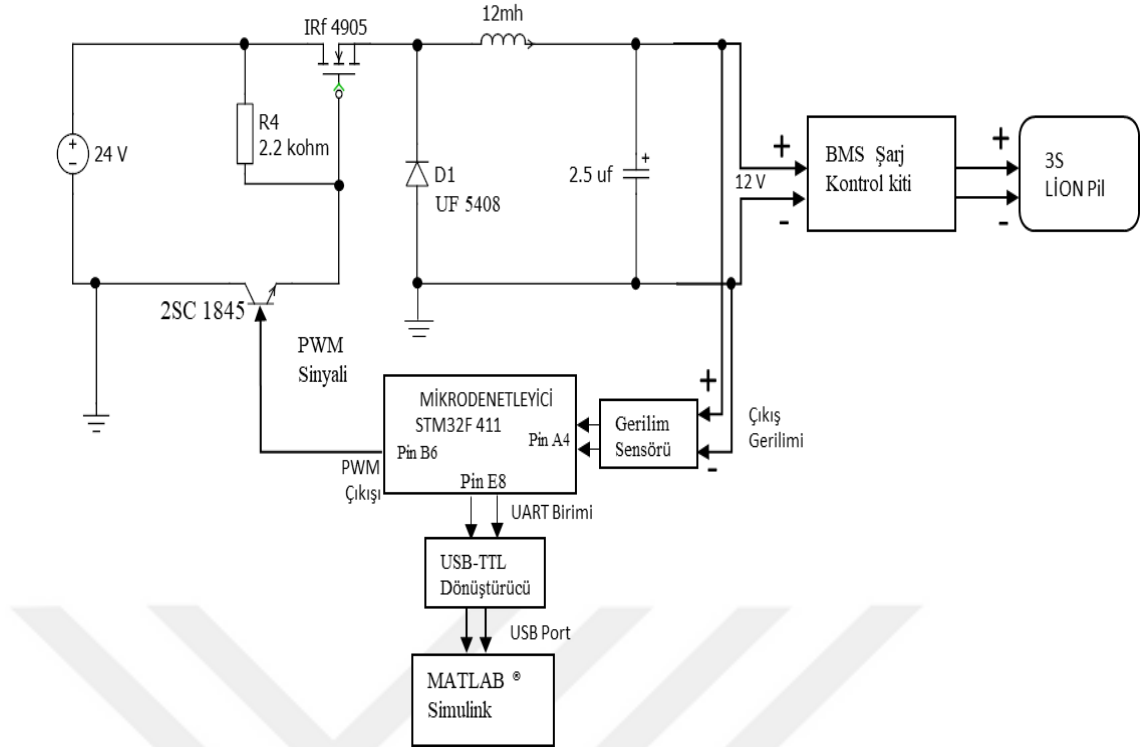 IRf 4905
12mh
R4
2.2 kohm
24 V
D1
UF 5408
2.5 uf
12 V
+
-
BMS Şarj
Kontrol kiti
+
-
3S
LİON Pil
2SC 1845
PWM
Sinyali
MİKRODENETLEYİCİ
STM32F 411
Pin A4
Pin B6
Pin E8
PWM
Çıkışı
Gerilim
Sensörü
+
-
Çıkış
Gerilimi
UART Birimi
USB-TTL
Dönüştürücü
USB Port
MATLAB ®
Simulink